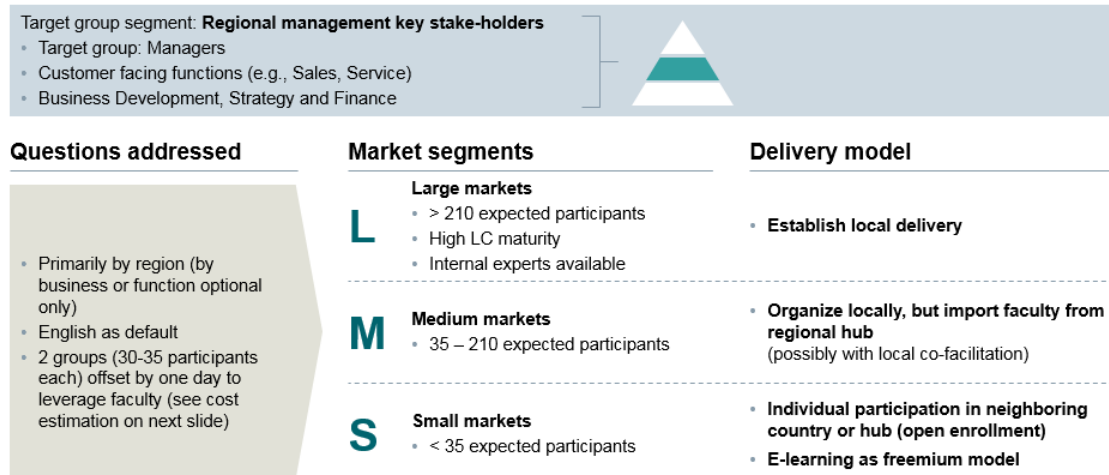 Target group segment: Regional management key stake-holders
• Target group: Managers
• Customer facing functions (e.g., Sales, Service)
• Business Development, Strategy and Finance
Questions addressed
• Primarily by region (by
business or function optional
only)
• English as default
• 2 groups (30-35 participants
each) offset by one day to
leverage faculty (see cost
estimation on next slide)
Market segments
L
Large markets
• > 210 expected participants
• High LC maturity
• Internal experts available
M
Medium markets
• 35 – 210 expected participants
S
Small markets
• < 35 expected participants
Delivery model
• Establish local delivery
• Organize locally, but import faculty from
regional hub
(possibly with local co-facilitation)
• Individual participation in neighboring
country or hub (open enrollment)
• E-learning as freemium model